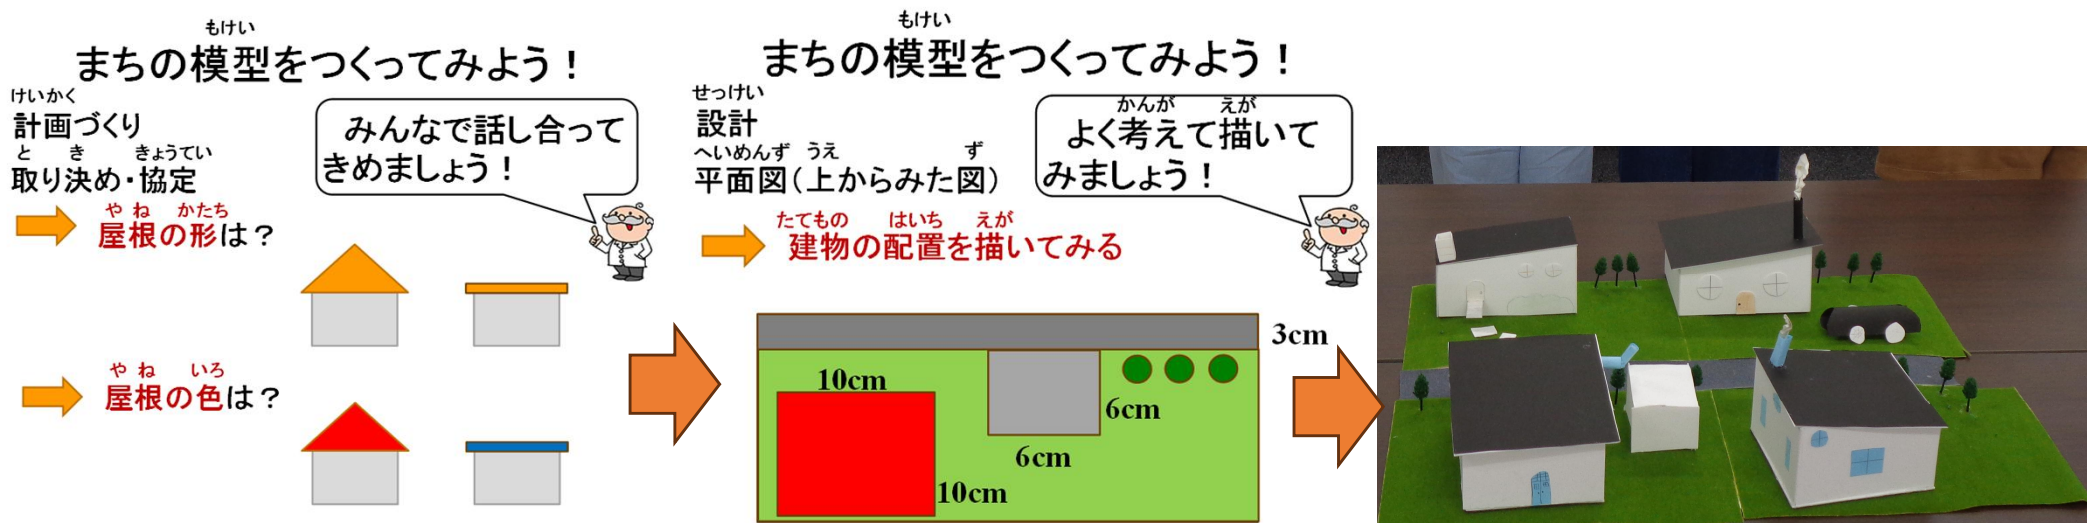 もけい
まちの模型をつくってみよう！
けいかく
計画づくり
と き きょうてい
取り決め・協定
みんなで話し合って
きめましょう！
や ね かたち
屋根の形は？
や ね いろ
屋根の色は？
もけい
まちの模型をつくってみよう！
せっけい
設計
へいめんず うえ ず
平面図（上からみた図）
かんが えが
よく考えて描いて
みましょう！
たてもの はいち えが
建物の配置を描いてみる
3cm
10cm
6cm
6cm
10cm